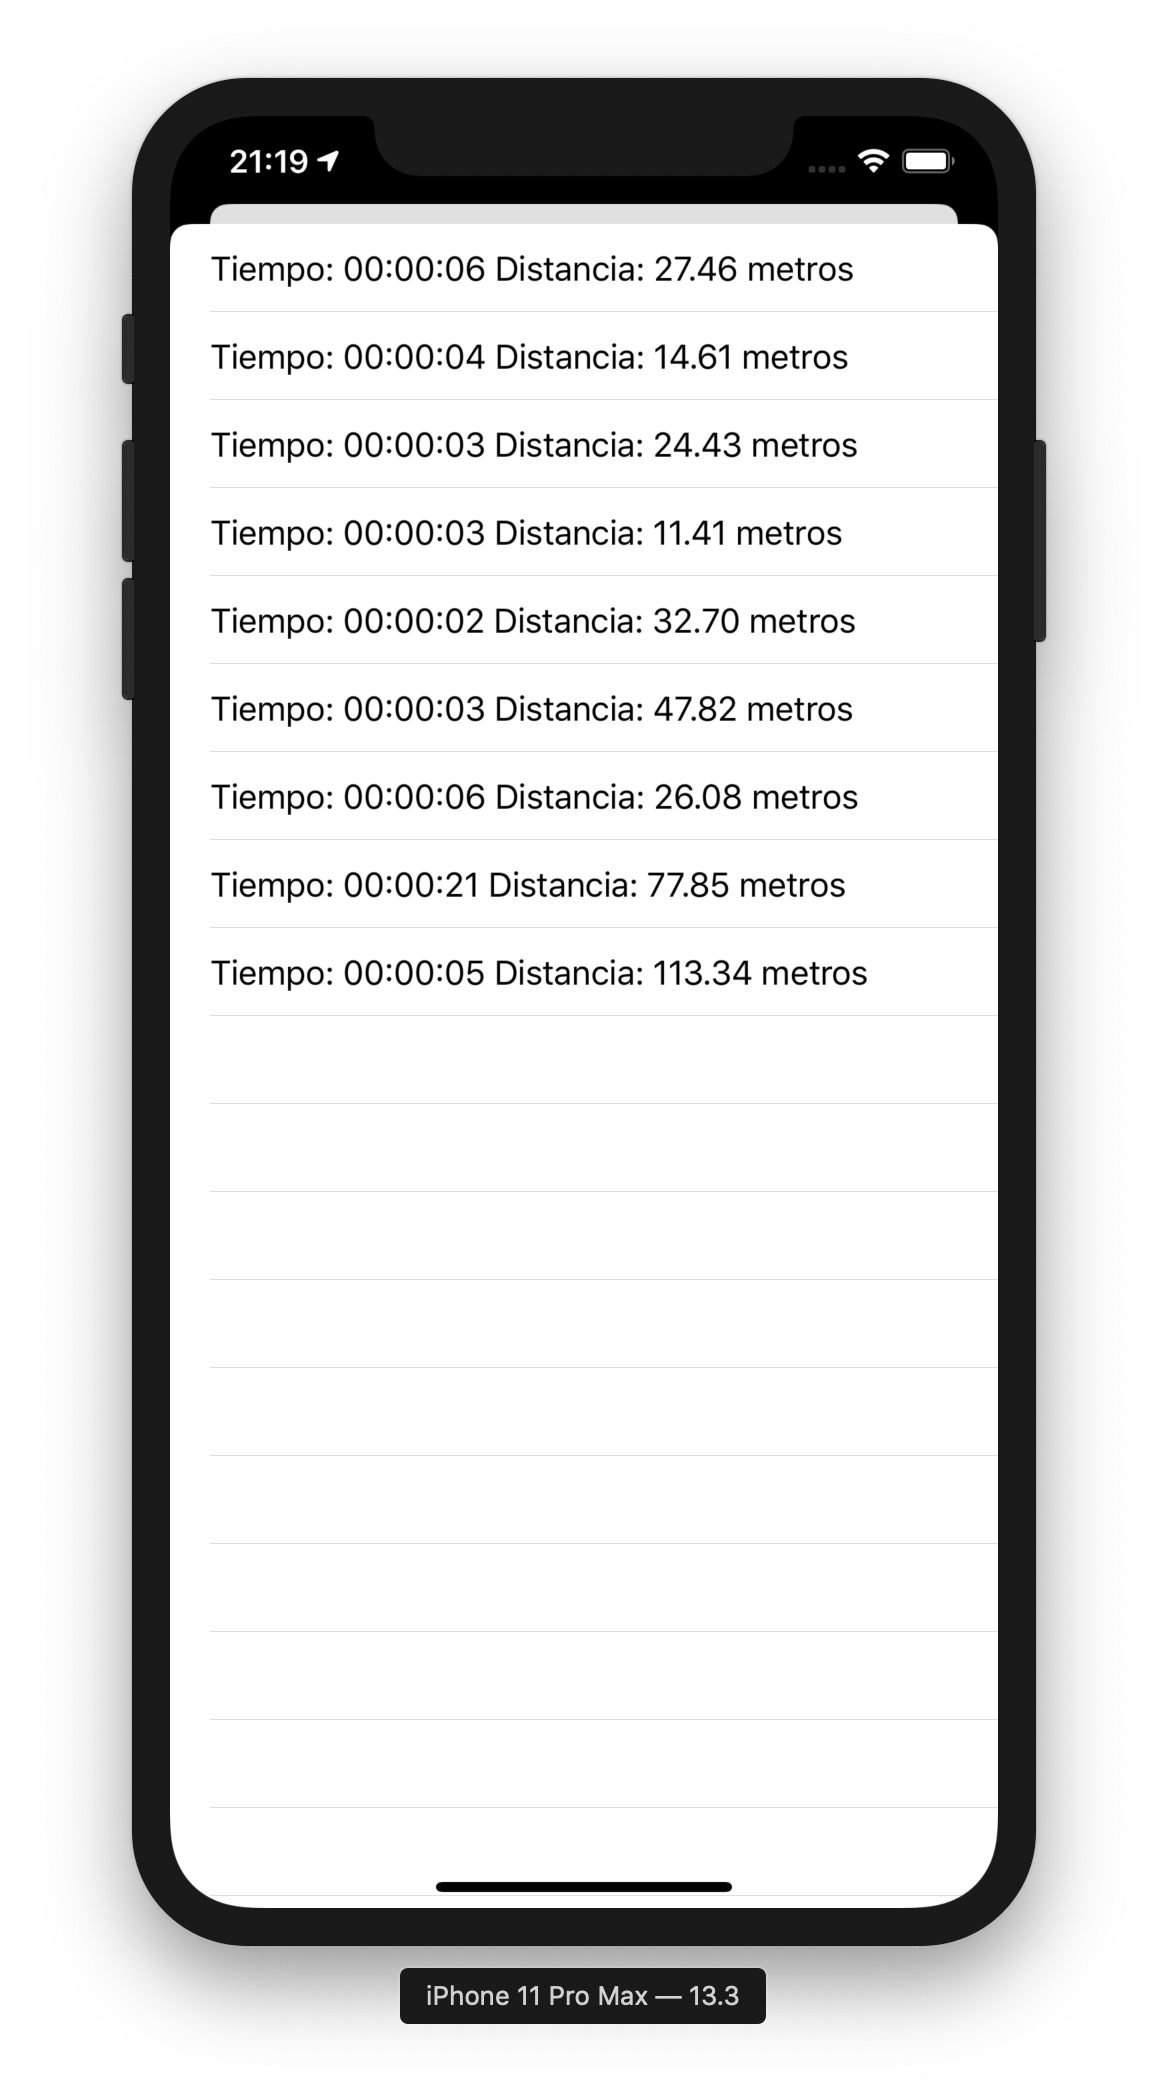 21:19
Tiempo: 00:00:06 Distancia: 27.46 metros
Tiempo: 00:00:04 Distancia: 14.61 metros
Tiempo: 00:00:03 Distancia: 24.43 metros
Tiempo: 00:00:03 Distancia: 11.41 metros
Tiempo: 00:00:02 Distancia: 32.70 metros
Tiempo: 00:00:03 Distancia: 47.82 metros
Tiempo: 00:00:06 Distancia: 26.08 metros
Tiempo: 00:00:21 Distancia: 77.85 metros
Tiempo: 00:00:05 Distancia: 113.34 metros
iPhone 11 Pro Max — 13.3